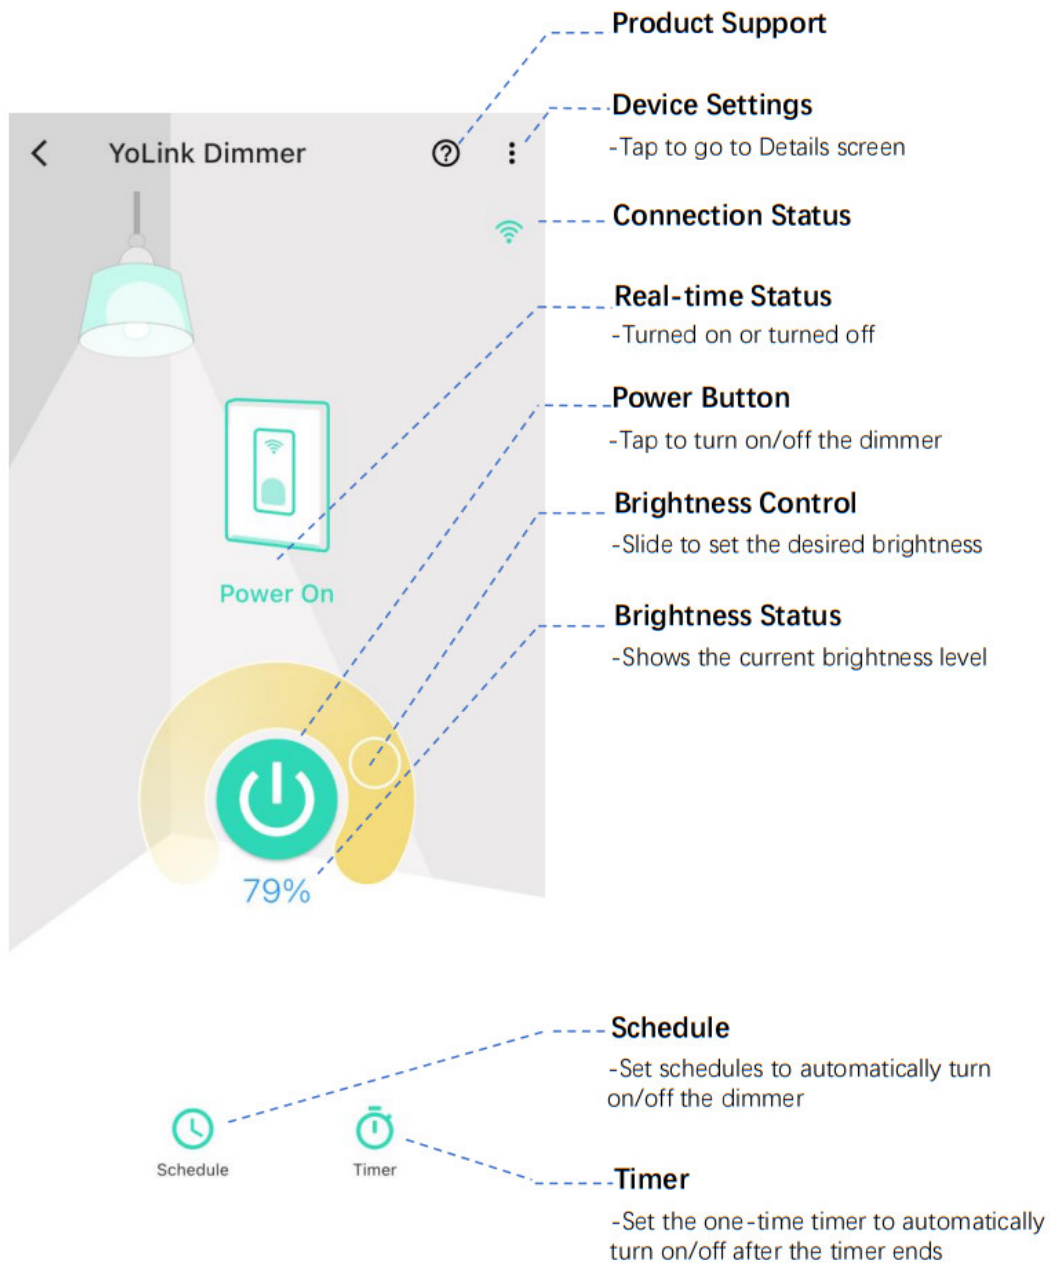 Product Support
Device Settings
-Tap to go to Details screen
YoLink Dimmer
Connection Status
Real-time Status
-Turned on or turned off
Power Button
-Tap to turn on/off the dimmer
Brightness Control
-Slide to set the desired brightness
Power On
Brightness Status
-Shows the current brightness level
79%
Schedule
-Set schedules to automatically turn
on/off the dimmer
Schedule
Timer
Timer
-Set the one-time timer to automatically
turn on/off after the timer ends